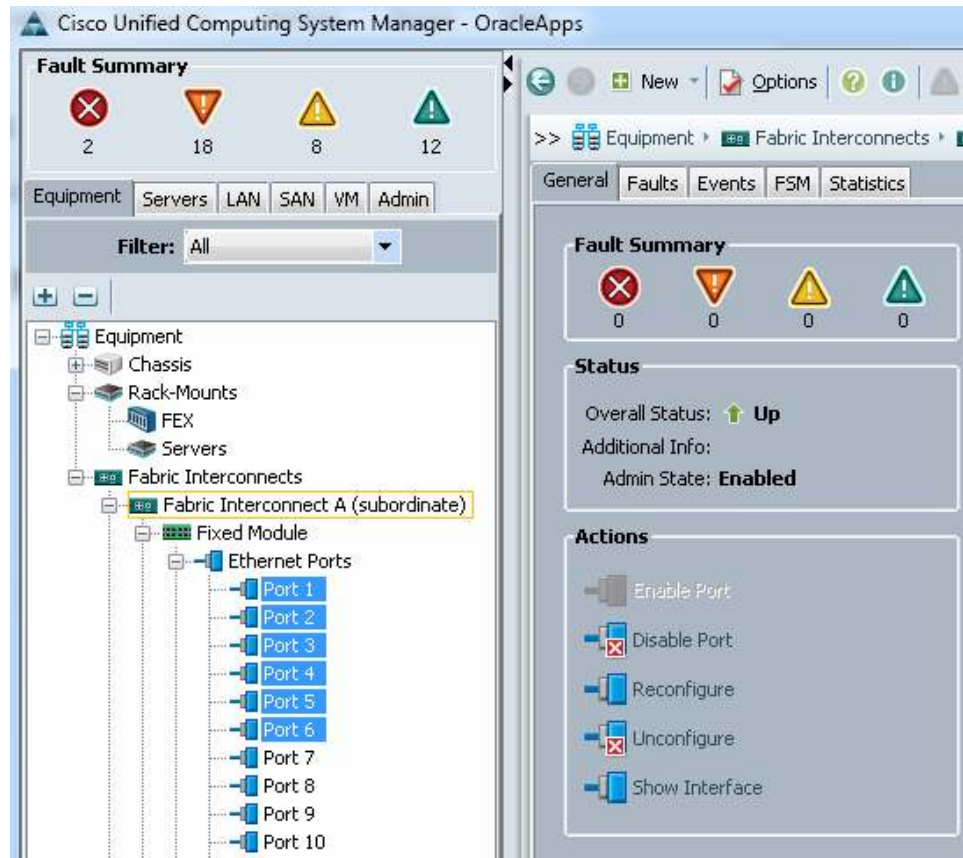 Cisco Unified Computing System Manager - OracleApps
Fault Summary
2 18 8 12
Equipment Servers LAN SAN VM Admin
Filter: All
Equipment
Chassis
Rack-Mounts
FEX
Servers
Fabric Interconnects
Fabric Interconnect A (subordinate)
Fixed Module
Ethernet Ports
Port 1
Port 2
Port 3
Port 4
Port 5
Port 6
Port 7
Port 8
Port 9
Port 10
New Options
>> Equipment Fabric Interconnects
General Faults Events FSM Statistics
Fault Summary
0 0 0 0
Status
Overall Status: Up
Additional Info:
Admin State: Enabled
Actions
Enable Port
Disable Port
Reconfigure
Unconfigure
Show Interface